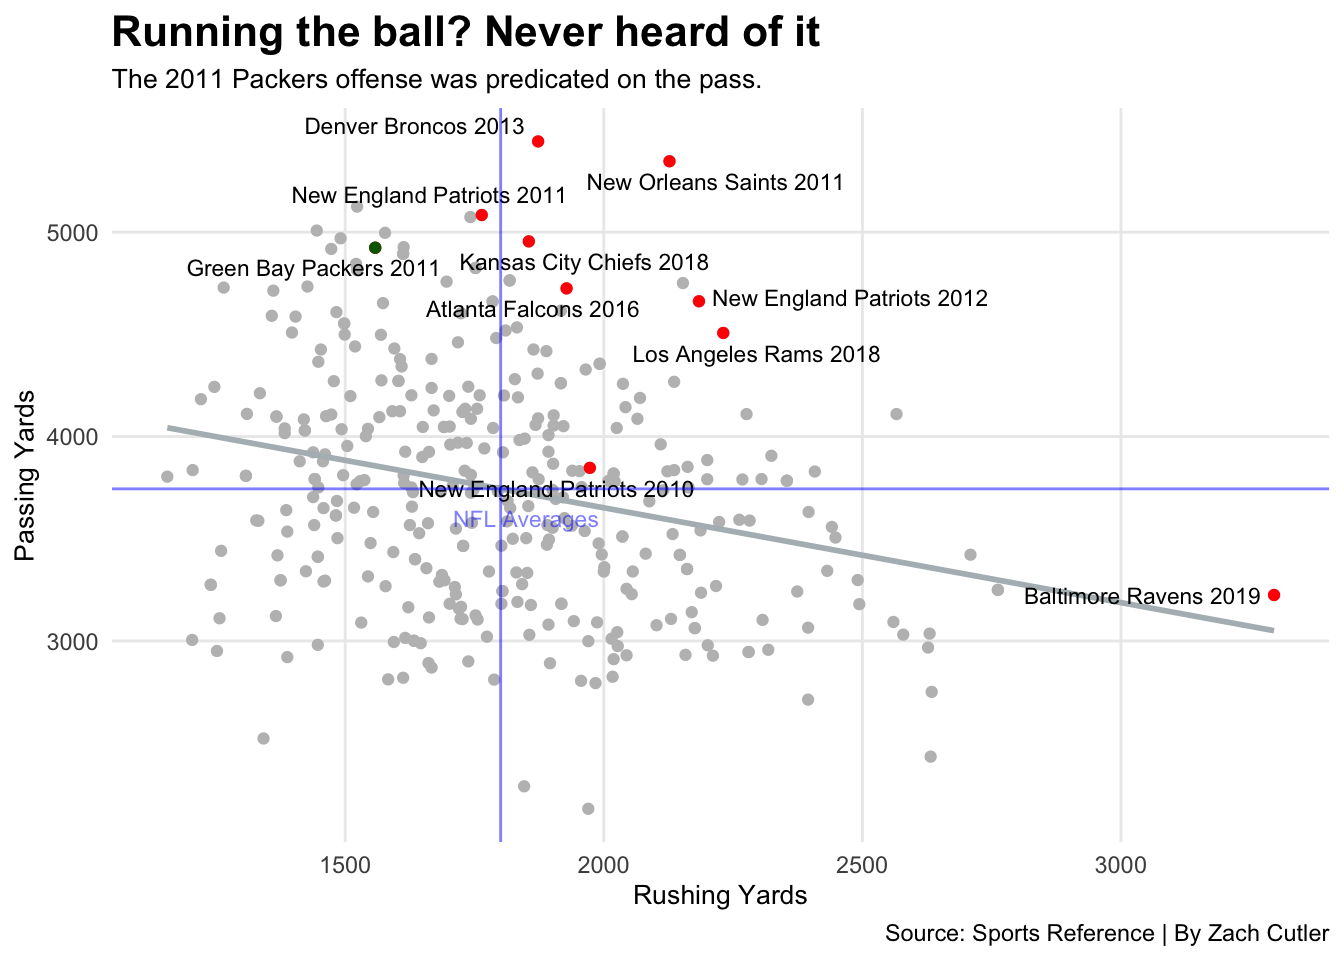 Running the ball? Never heard of it
The 2011 Packers offense was predicated on the pass.
Denver Broncos 2013
New Orleans Saints 2011
New England Patriots 2011
5000
Green Bay Packers 2011
Kansas City Chiefs 2018
New England Patriots 2012
Atlanta Falcons 2016
Los Angeles Rams 2018
Passing Yards
4000
New England Patriots 2010
NFL Averages
Baltimore Ravens 2019
3000
1500 2000 2500 3000
Rushing Yards
Source: Sports Reference | By Zach Cutler